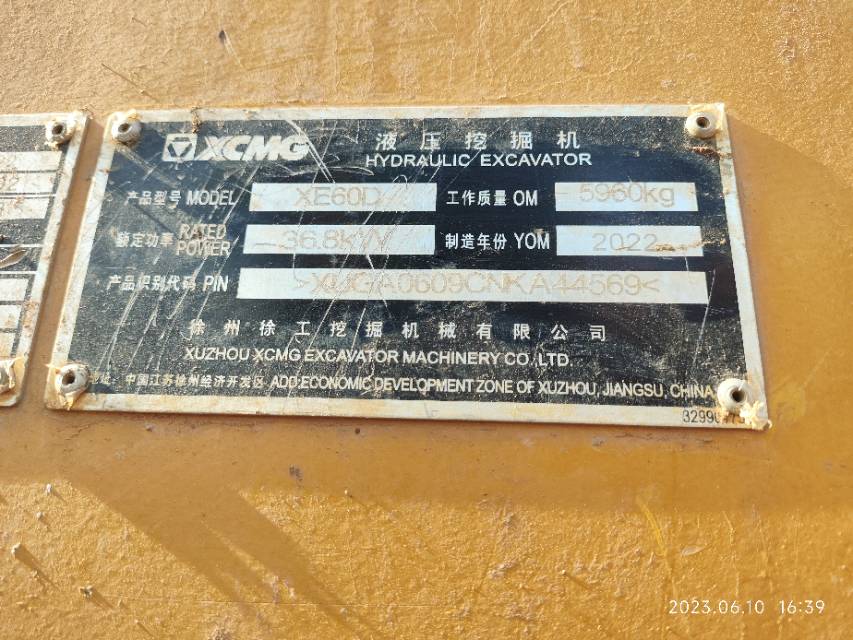 XCMG 液压挖掘机
HYDRAULIC EXCAVATOR
产品型号 MODEL XE60D 工作质量 OM 5960kg
额定功率 RATED POWER 36.8kW 制造年份 YOM 2022
产品识别代码 PIN >XUGA0609CNKA44569<
徐州徐工挖掘机械有限公司
XUZHOU XCMG EXCAVATOR MACHINERY CO., LTD.
地址: 中国江苏徐州经济开发区 ADD:ECONOMIC DEVELOPMENT ZONE OF XUZHOU, JIANGSU, CHINA
2023.06.10 16:39